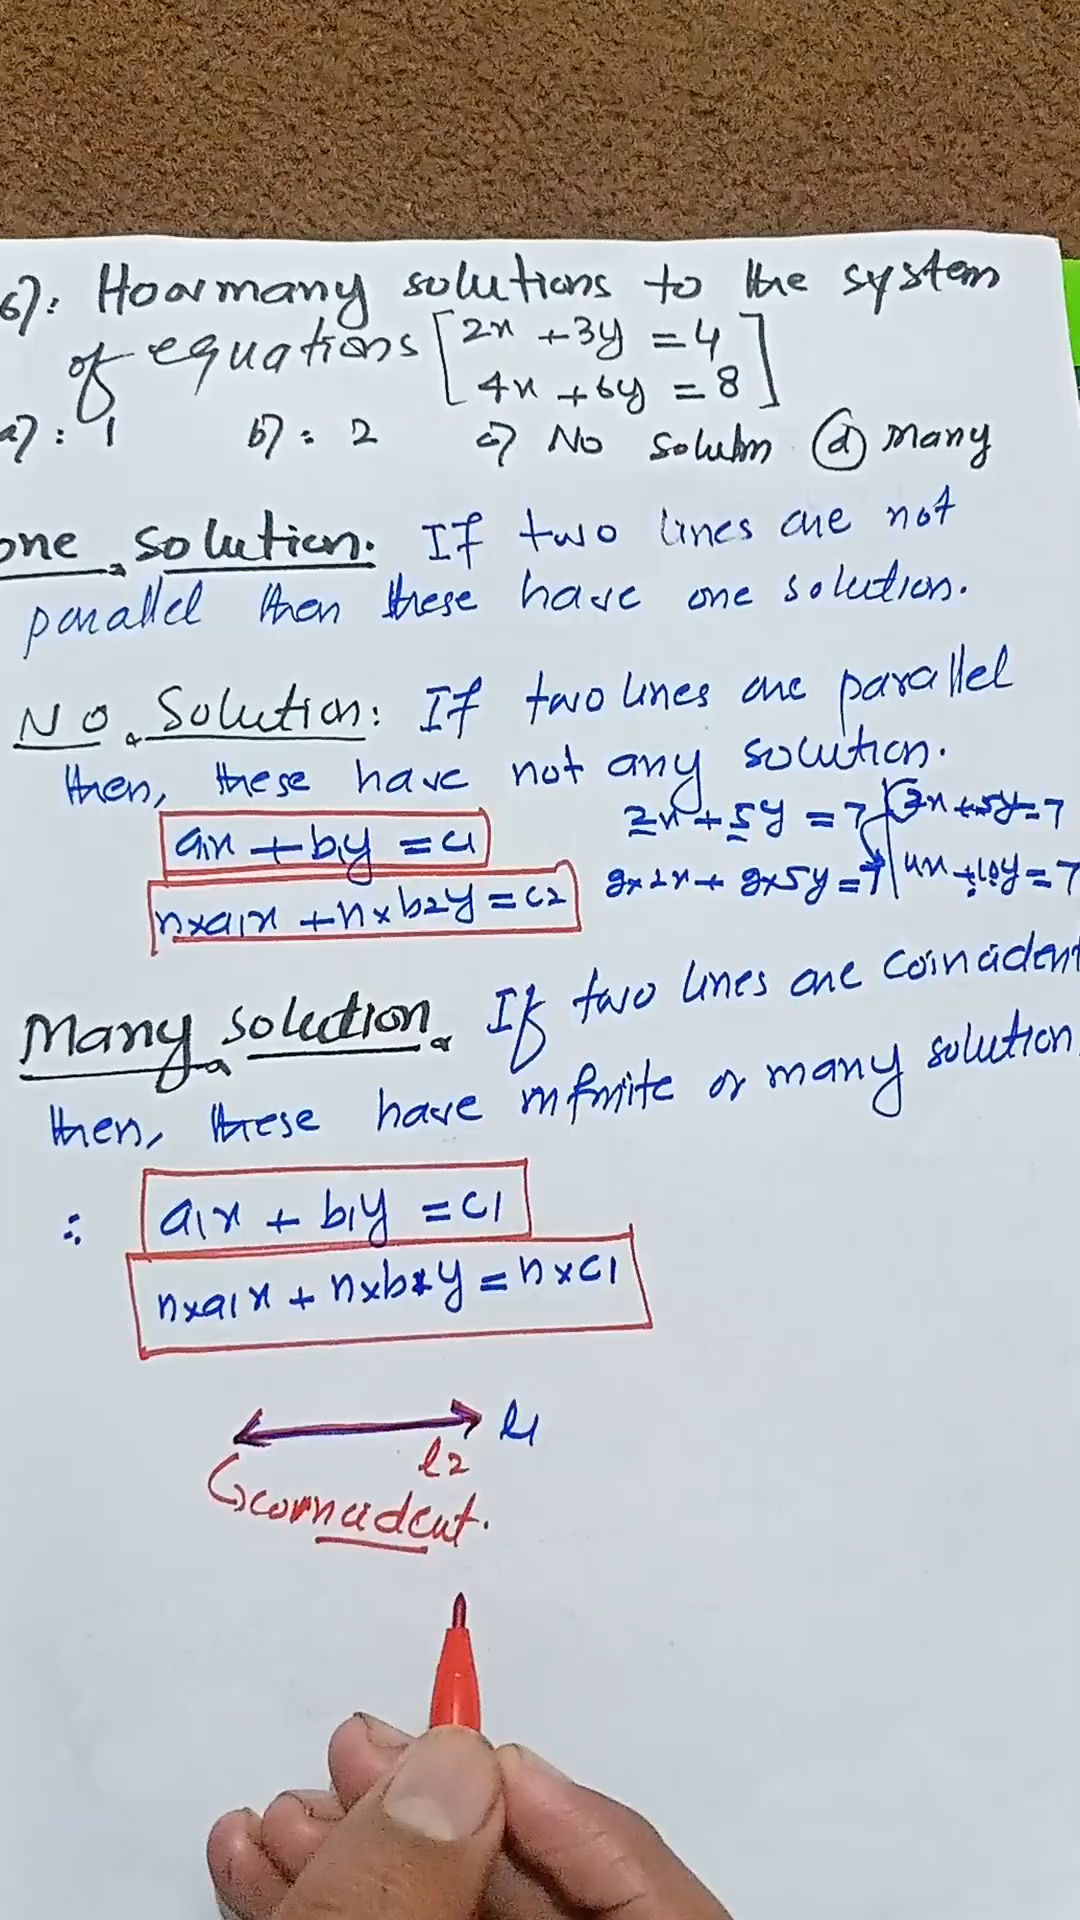 6): How many solutions to the system
of equations [2x + 3y = 4
4x + 6y = 8]
a): 1 b): 2 c) No solution (d) many
one solution. If two lines are not
parallel then these have one solution.
No Solution: If two lines are parallel
then, these have not any solution.
a1x + b1y = c1
n×a1x + n×b2y = c2
2x + 5y = 7
2×2x + 2×5y = 7
2x + 5y = 7
4x + 10y = 7
Many solution. If two lines are coincident
then, these have infinite or many solution.
∴ a1x + b1y = c1
n×a1x + n×b1y = n×c1
l1
l2
coincident.